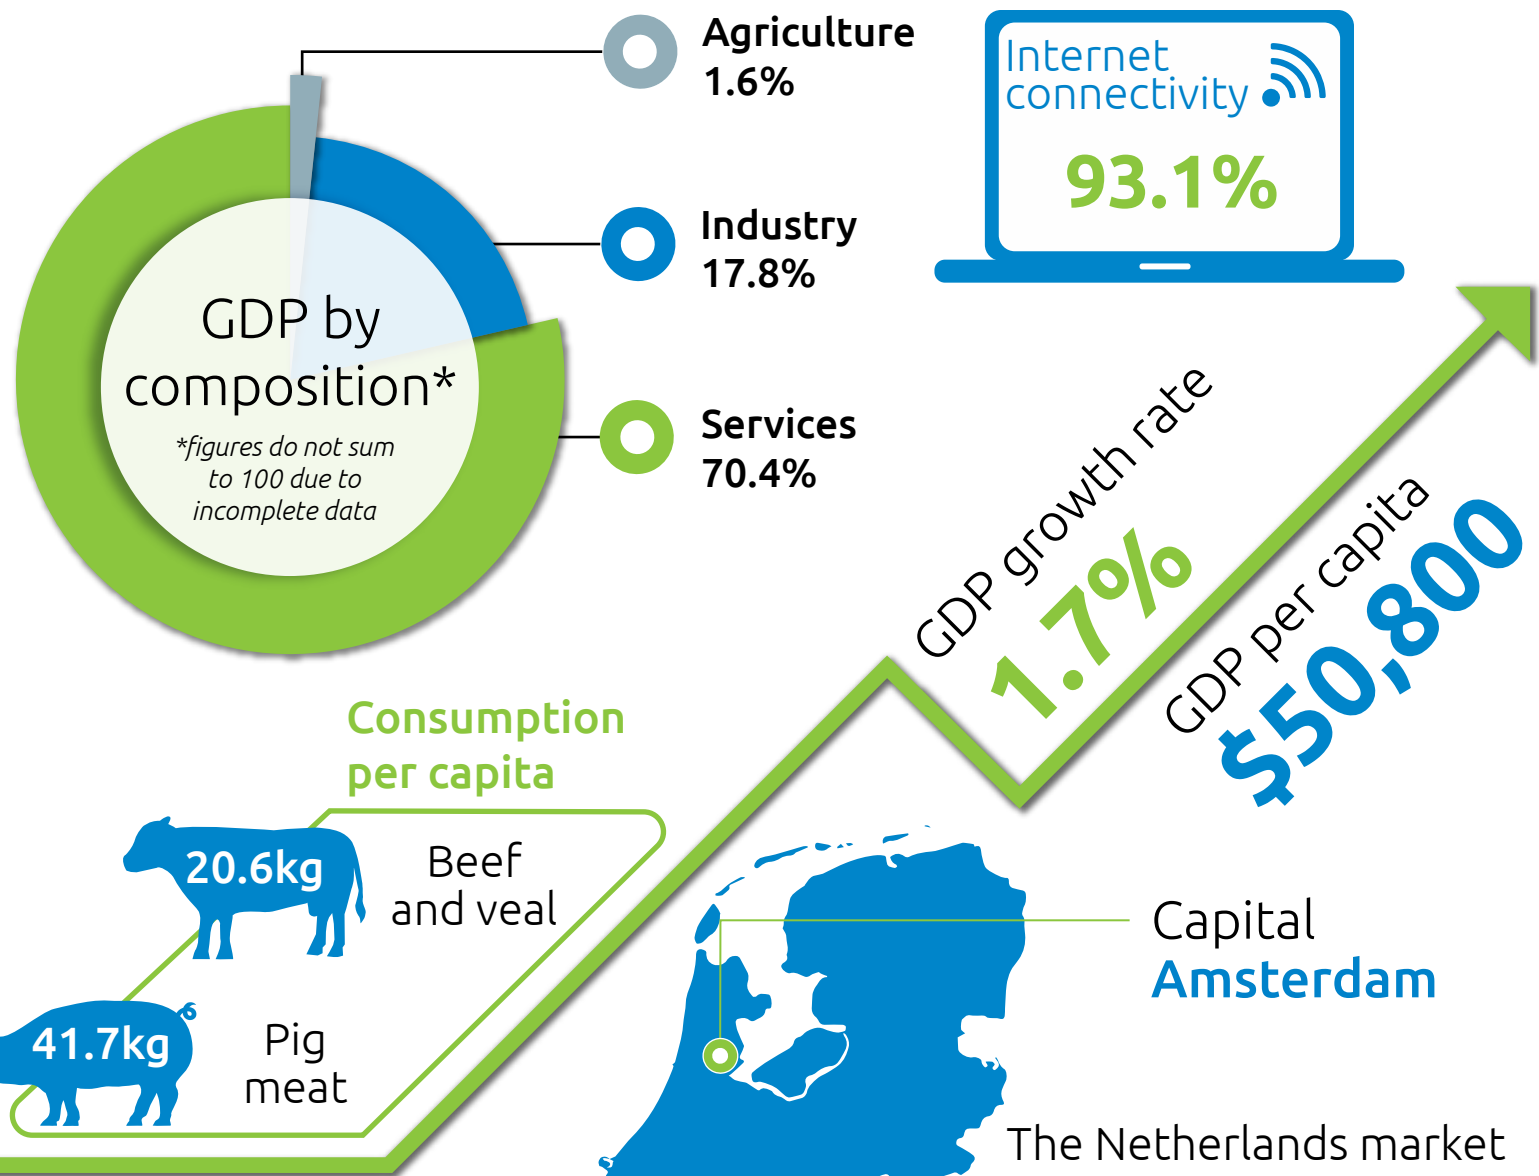 Agriculture
1.6%
Internet
connectivity
93.1%
Industry
17.8%
GDP by
composition*
*figures do not sum
to 100 due to
incomplete data
Services
70.4%
GDP growth rate
1.7%
GDP per capita
$50,800
Consumption
per capita
20.6kg
Beef
and veal
41.7kg
Pig
meat
Capital
Amsterdam
The Netherlands market